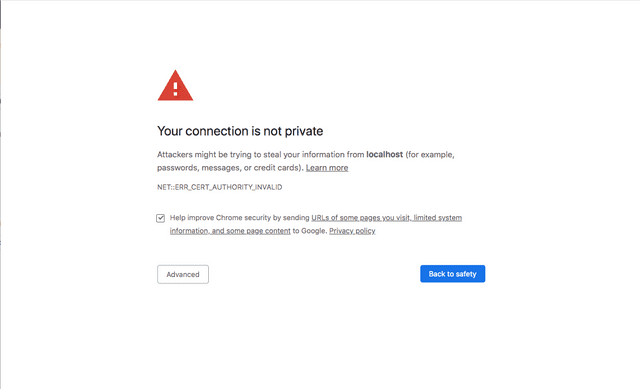 Your connection is not private
Attackers might be trying to steal your information from localhost (for example,
passwords, messages, or credit cards). Learn more
NET::ERR_CERT_AUTHORITY_INVALID
Help improve Chrome security by sending URLs of some pages you visit, limited system
information, and some page content to Google. Privacy policy
Advanced
Back to safety